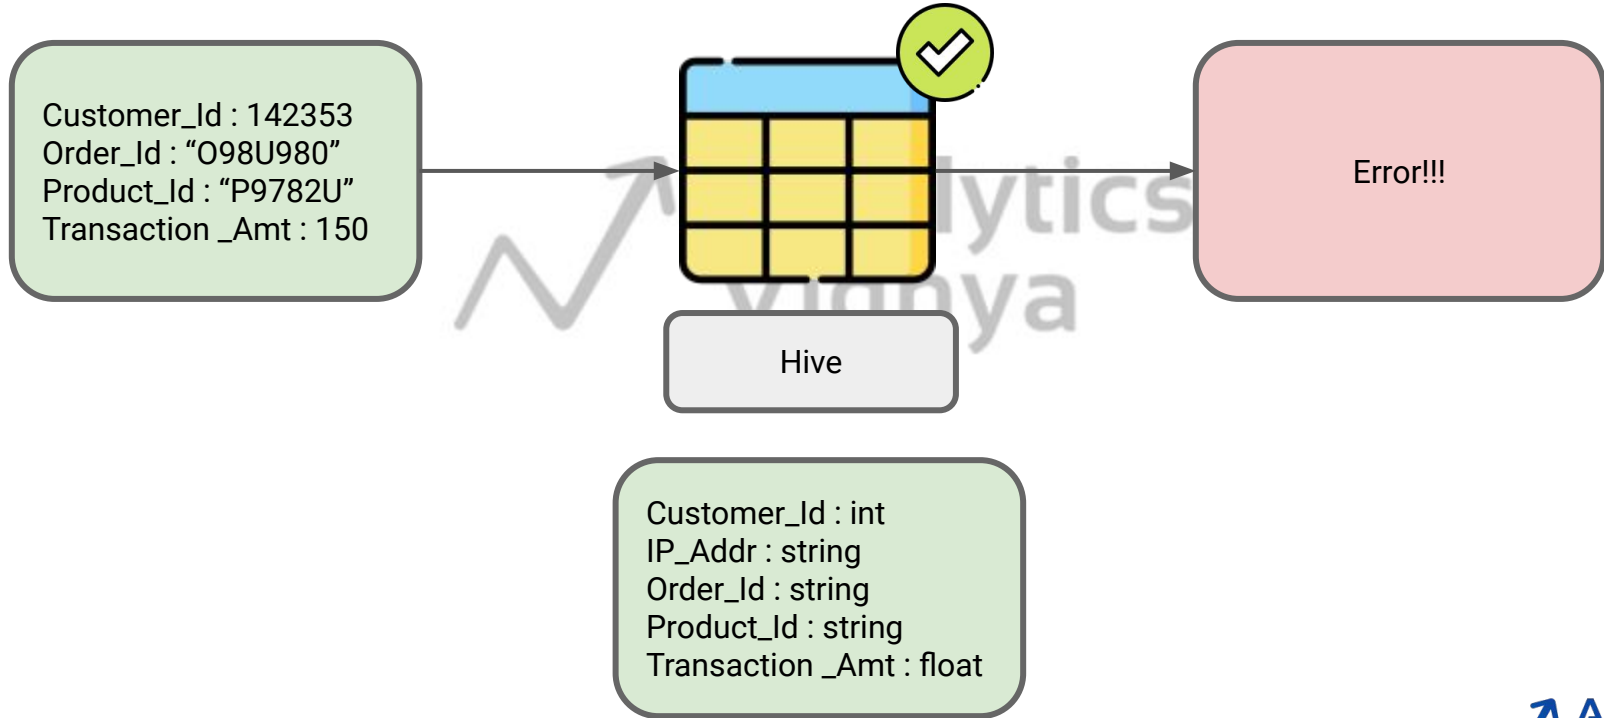 Customer_Id : 142353
Order_Id : “O98U980”
Product_Id : “P9782U”
Transaction _Amt : 150
Error!!!
lytics
Hive
Customer_Id : int
IP_Addr : string
Order_Id : string
Product_Id : string
Transaction _Amt : float
A